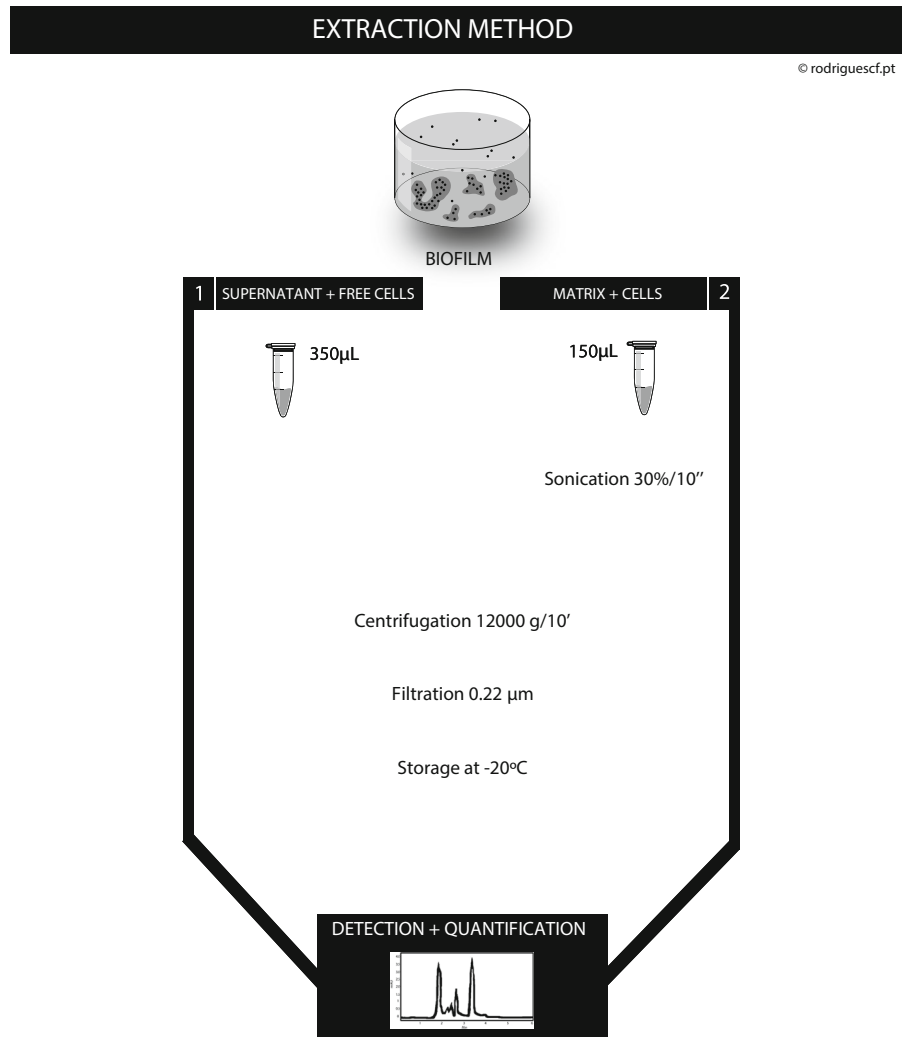 EXTRACTION METHOD
© rodriguescf.pt
BIOFILM
1 SUPERNATANT + FREE CELLS
MATRIX + CELLS 2
350µL
150µL
Sonication 30%/10’’
Centrifugation 12000 g/10’
Filtration 0.22 µm
Storage at -20ºC
DETECTION + QUANTIFICATION